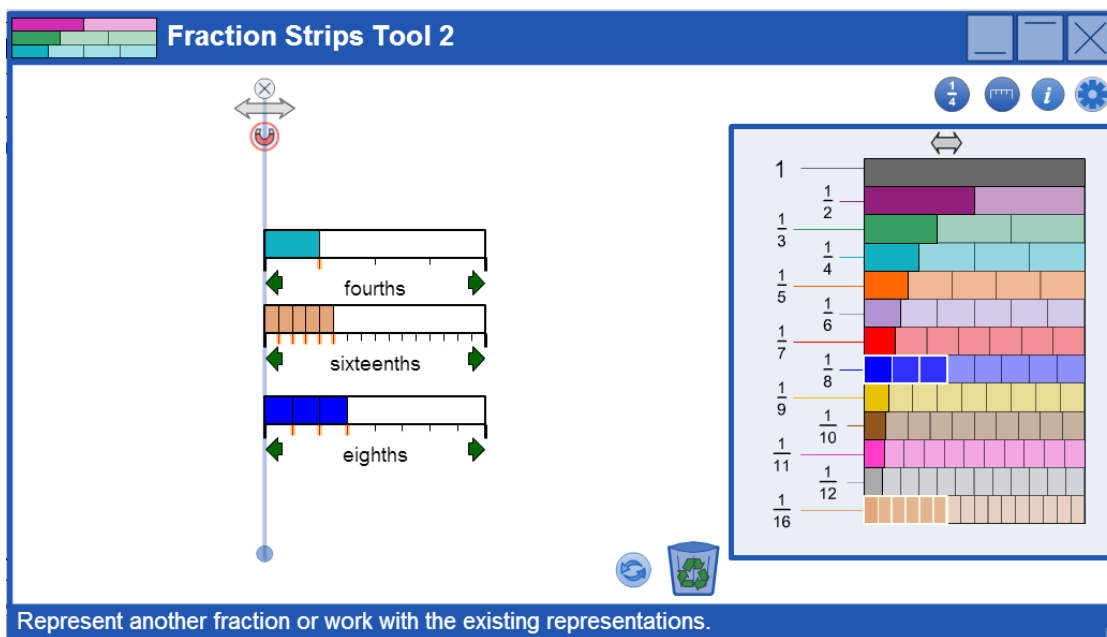 Fraction Strips Tool 2
1/4
i
fourths
sixteenths
eighths
1
1/2
1/3
1/4
1/5
1/6
1/7
1/8
1/9
1/10
1/11
1/12
1/16
Represent another fraction or work with the existing representations.